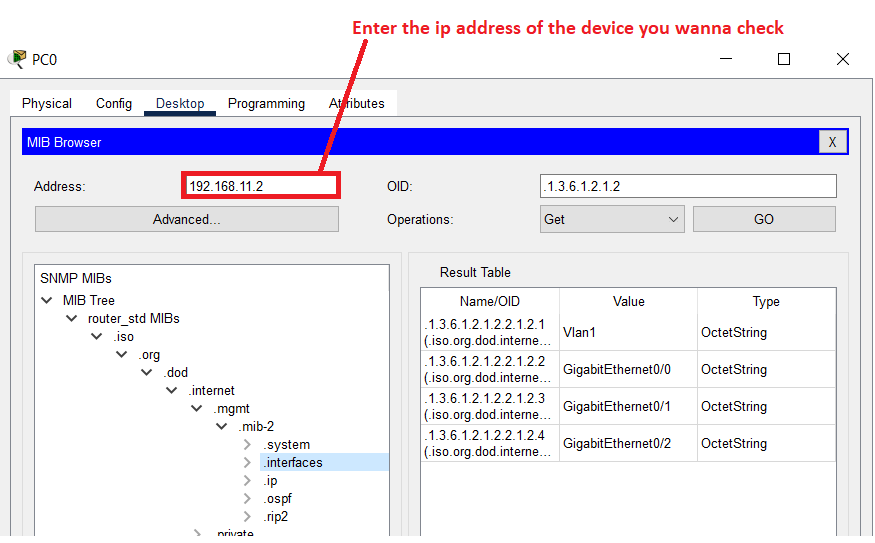 Enter the ip address of the device you wanna check
PC0
Physical Config Desktop Programming Attributes
MIB Browser X
Address: 192.168.11.2 OID: .1.3.6.1.2.1.2
Advanced... Operations: Get GO
SNMP MIBs
MIB Tree
router_std MIBs
.iso
.org
.dod
.internet
.mgmt
.mib-2
.system
.interfaces
.ip
.ospf
.rip2
private
Result Table
Name/OID Value Type
.1.3.6.1.2.1.2.2.1.2.1
(.iso.org.dod.interne... Vlan1 OctetString
.1.3.6.1.2.1.2.2.1.2.2
(.iso.org.dod.interne... GigabitEthernet0/0 OctetString
.1.3.6.1.2.1.2.2.1.2.3
(.iso.org.dod.interne... GigabitEthernet0/1 OctetString
.1.3.6.1.2.1.2.2.1.2.4
(.iso.org.dod.interne... GigabitEthernet0/2 OctetString